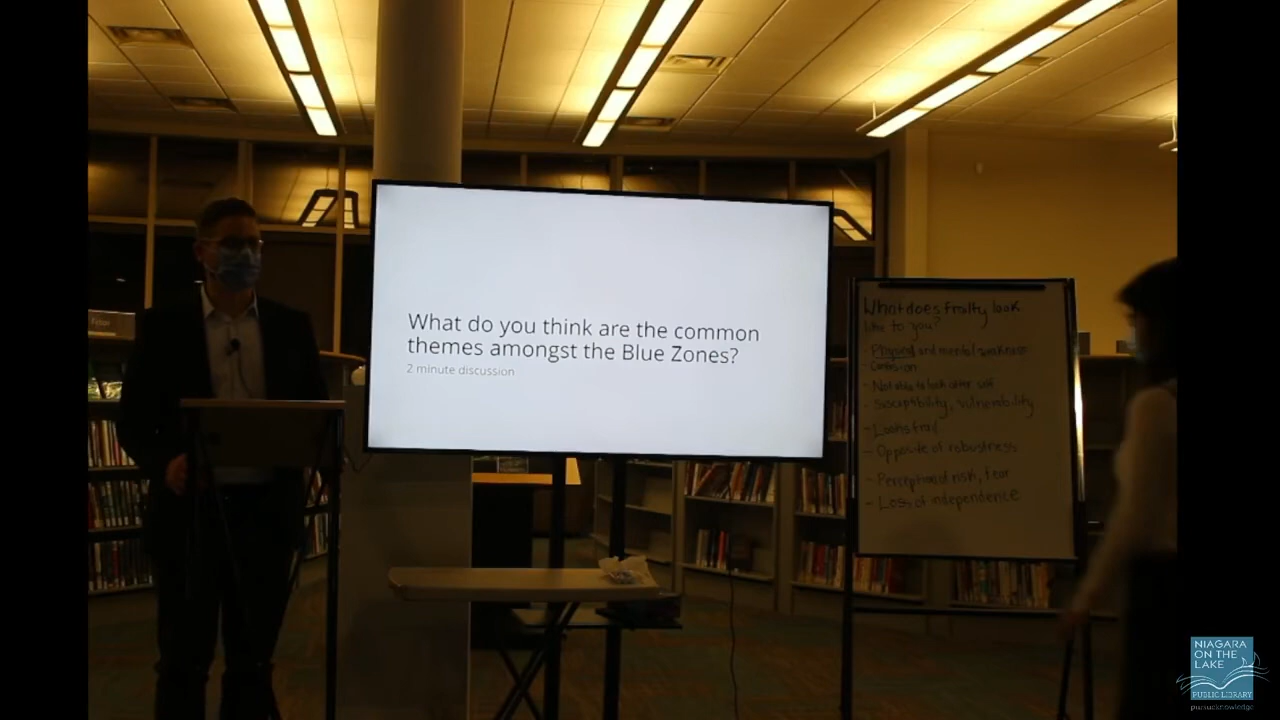 What do you think are the common
themes amongst the Blue Zones?
2 minute discussion
What does frailty look
like to you?
- Physical and mental weakness
- Confusion
- Not able to look after self
- Susceptibility, vulnerability
- Looks frail
- Opposite of robustness
- Perception of risk, fear
- Loss of independence
NIAGARA
ON THE
LAKE
PUBLIC LIBRARY